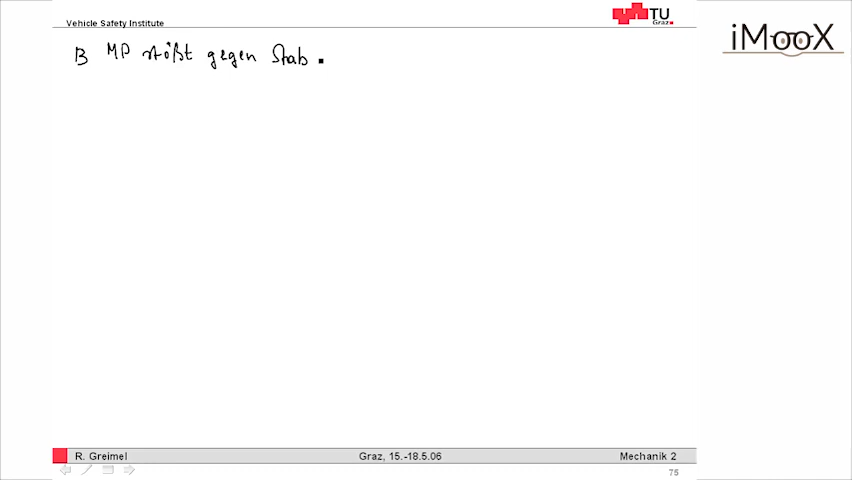 Vehicle Safety Institute
TU
Graz
iMooX
B MP stößt gegen Stab
R. Greimel Graz, 15.-18.5.06 Mechanik 2
75